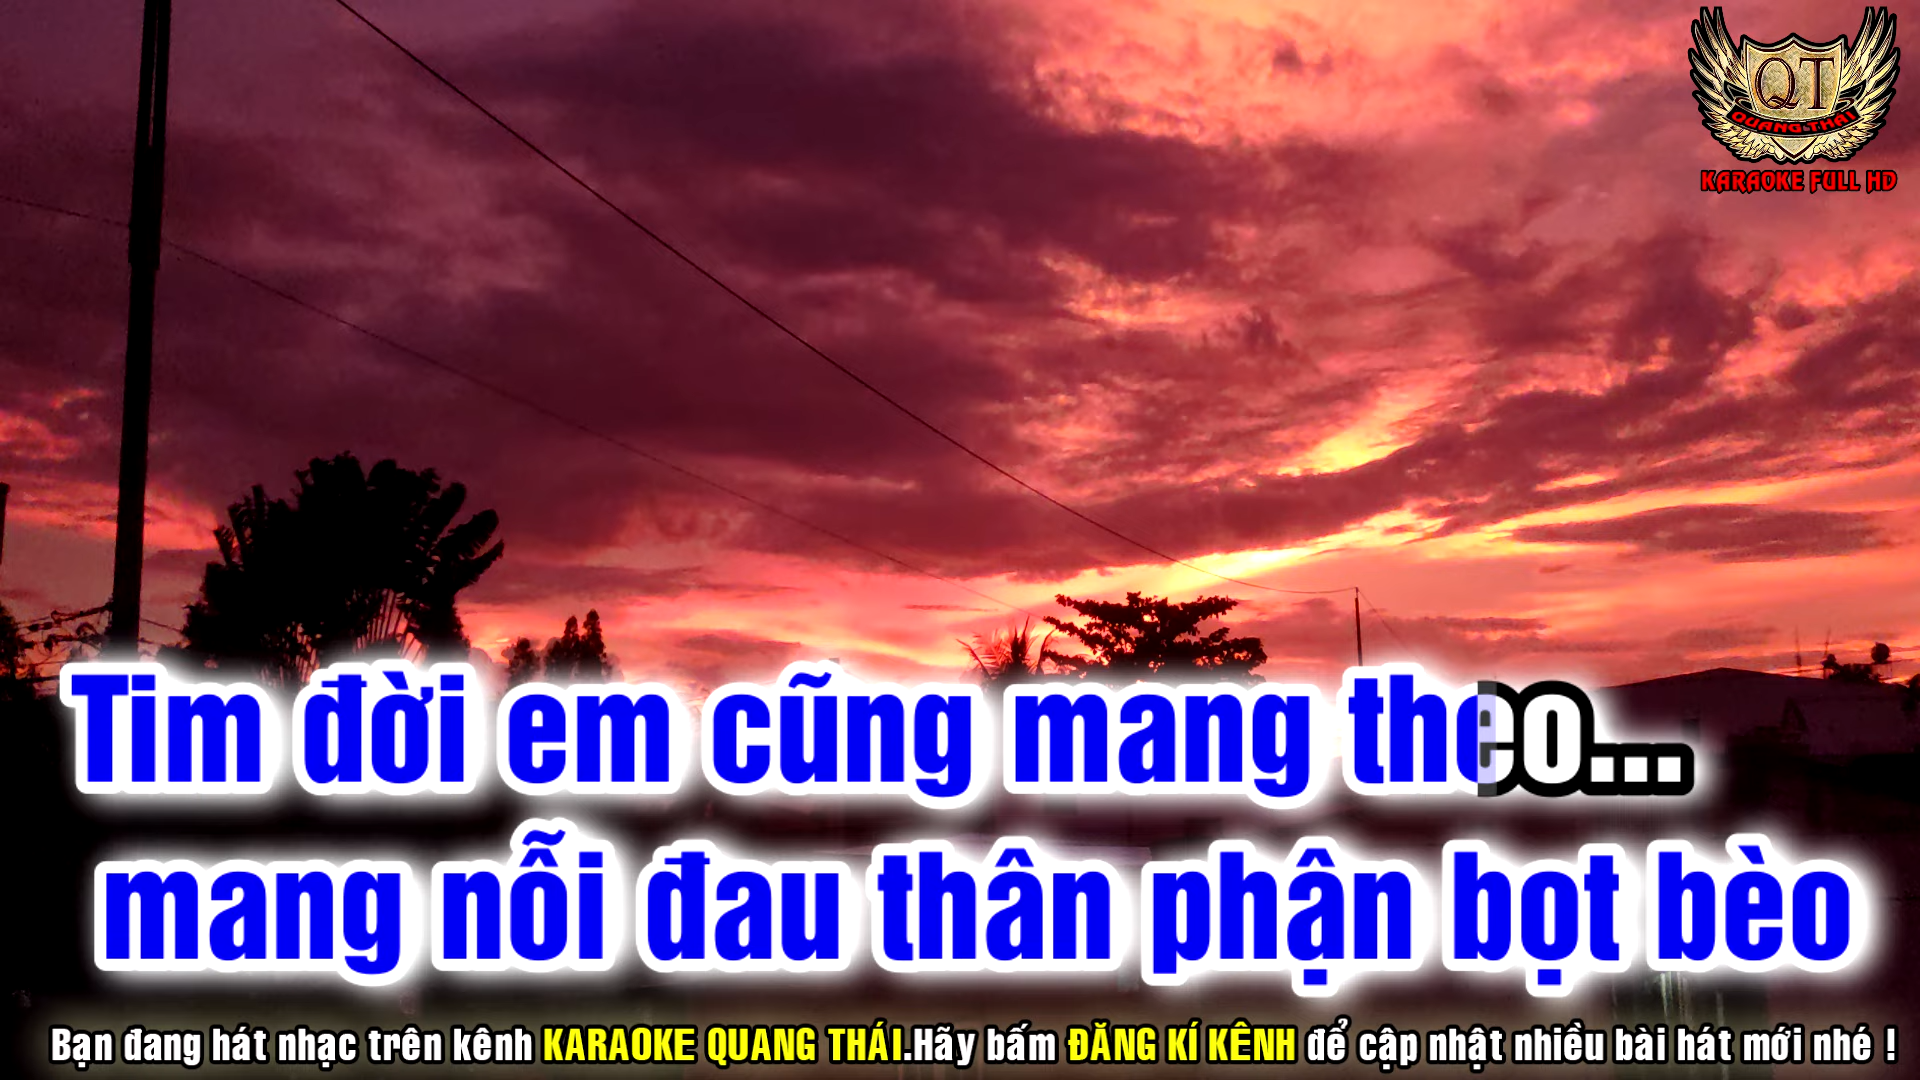 QT
QUANG THÁI
KARAOKE FULL HD
Tim đời em cũng mang theo...
mang nỗi đau thân phận bọt bèo
Bạn đang hát nhạc trên kênh KARAOKE QUANG THÁI.Hãy bấm ĐĂNG KÍ KÊNH để cập nhật nhiều bài hát mới nhé !